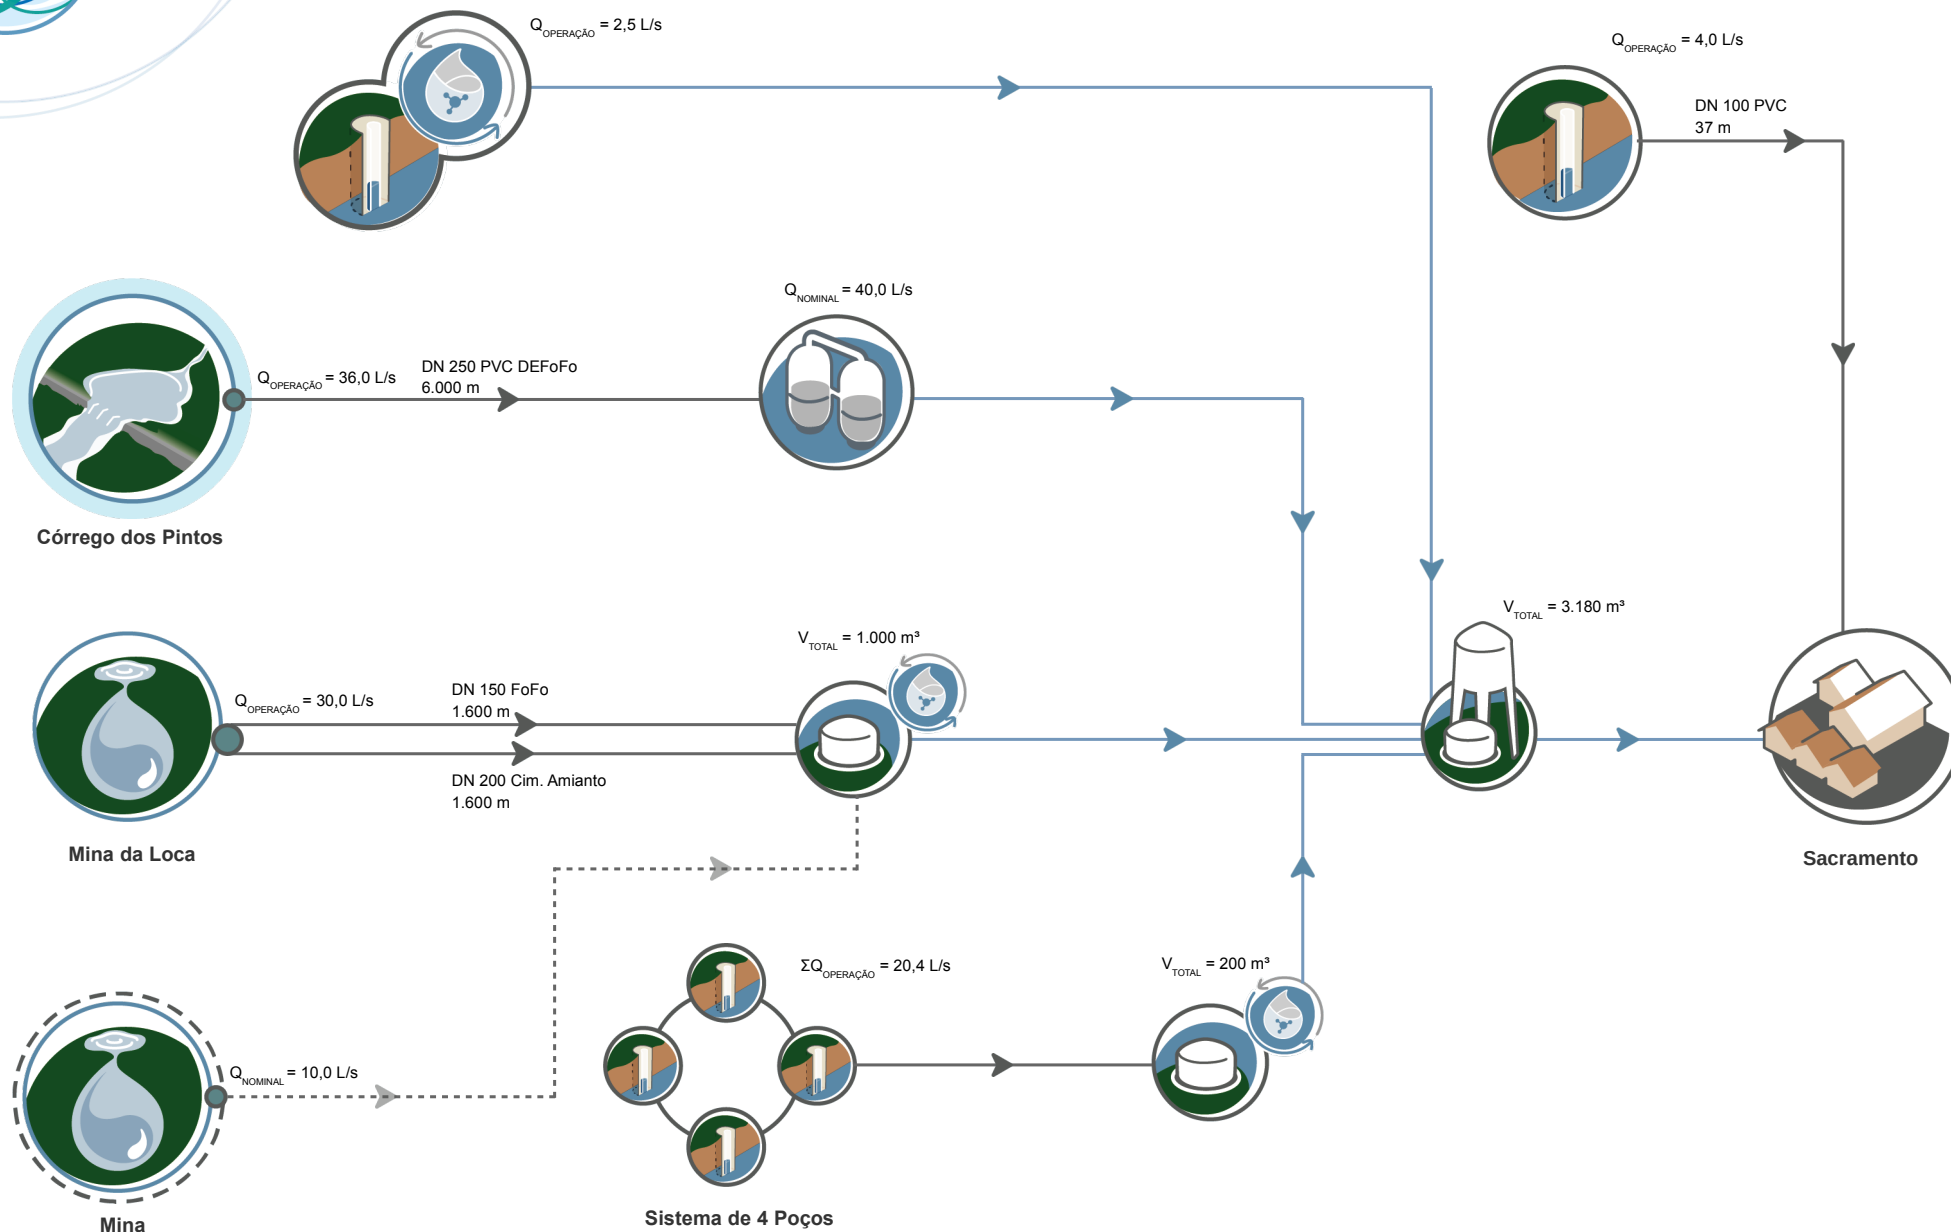 Q OPERAÇÃO = 2,5 L/s
Q OPERAÇÃO = 4,0 L/s
DN 100 PVC
37 m
Q NOMINAL = 40,0 L/s
Q OPERAÇÃO = 36,0 L/s
DN 250 PVC DEFoFo
6.000 m
Córrego dos Pintos
V TOTAL = 3.180 m³
V TOTAL = 1.000 m³
Q OPERAÇÃO = 30,0 L/s
DN 150 FoFo
1.600 m
DN 200 Cim. Amianto
1.600 m
Mina da Loca
Sacramento
ΣQ OPERAÇÃO = 20,4 L/s
V TOTAL = 200 m³
Q NOMINAL = 10,0 L/s
Sistema de 4 Poços
Mina